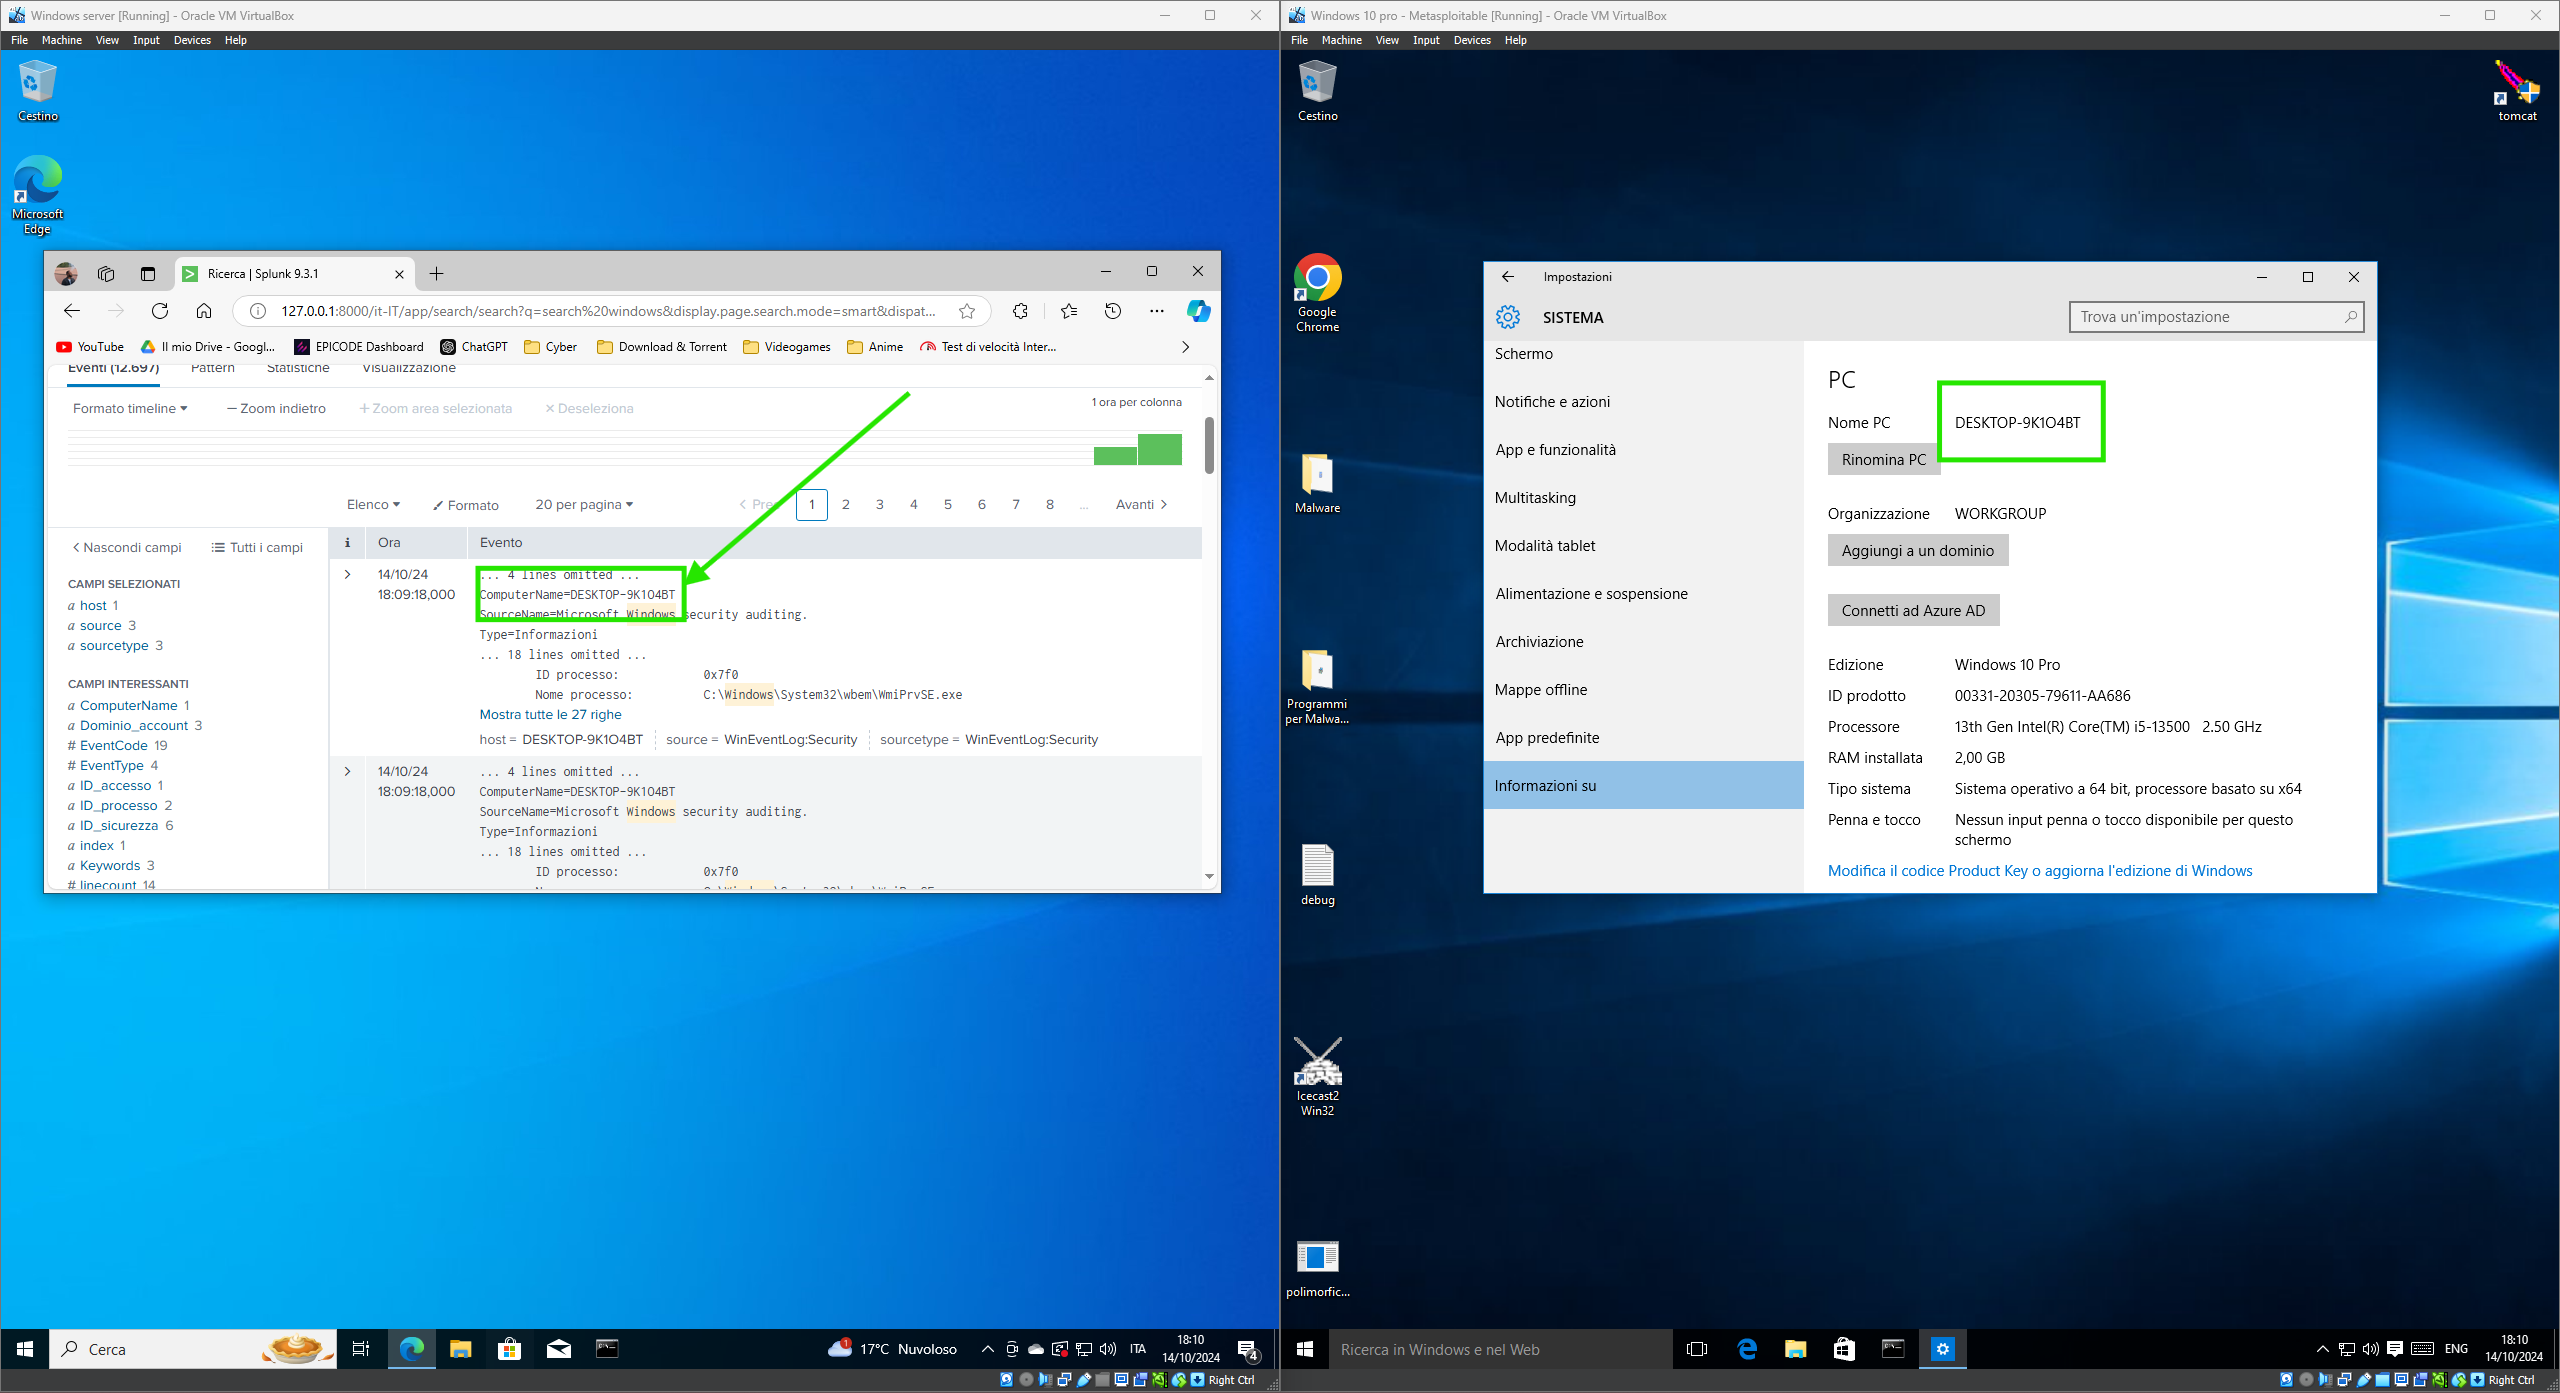 Windows server [Running] - Oracle VM VirtualBox
File Machine View Input Devices Help
Cestino
Microsoft
Edge
Ricerca | Splunk 9.3.1
127.0.0.1:8000/it-IT/app/search/search?q=search%20windows&display.page.search.mode=smart&dispat...
YouTube Il mio Drive - Googl... EPICODE Dashboard ChatGPT Cyber Download & Torrent Videogames Anime Test di velocità Inter...
Eventi (12.697) Pattern Statistiche Visualizzazione
Formato timeline Zoom indietro Zoom area selezionata Deseleziona
1 ora per colonna
Elenco Formato 20 per pagina Prec 1 2 3 4 5 6 7 8 ... Avanti
Nascondi campi Tutti i campi
i Ora Evento
CAMPI SELEZIONATI
a host 1
a source 3
a sourcetype 3
CAMPI INTERESSANTI
a ComputerName 1
a Dominio_account 3
# EventCode 19
# EventType 4
a ID_accesso 1
a ID_processo 2
a ID_sicurezza 6
a index 1
a Keywords 3
# linecount 14
14/10/24
18:09:18,000
... 4 lines omitted ...
ComputerName=DESKTOP-9K1O4BT
SourceName=Microsoft Windows security auditing.
Type=Informazioni
... 18 lines omitted ...
ID processo: 0x7f0
Nome processo: C:\Windows\System32\wbem\WmiPrvSE.exe
Mostra tutte le 27 righe
host = DESKTOP-9K1O4BT source = WinEventLog:Security sourcetype = WinEventLog:Security
14/10/24
18:09:18,000
... 4 lines omitted ...
ComputerName=DESKTOP-9K1O4BT
SourceName=Microsoft Windows security auditing.
Type=Informazioni
... 18 lines omitted ...
ID processo: 0x7f0
Cerca
1
17°C Nuvoloso
ITA
18:10
14/10/2024
4
Right Ctrl
Windows 10 pro - Metasploitable [Running] - Oracle VM VirtualBox
File Machine View Input Devices Help
Cestino
tomcat
Google
Chrome
Malware
Programmi
per Malwa...
debug
Icecast2
Win32
polimorfic...
Impostazioni
SISTEMA
Trova un'impostazione
Schermo
Notifiche e azioni
App e funzionalità
Multitasking
Modalità tablet
Alimentazione e sospensione
Archiviazione
Mappe offline
App predefinite
Informazioni su
PC
Nome PC DESKTOP-9K1O4BT
Rinomina PC
Organizzazione WORKGROUP
Aggiungi a un dominio
Connetti ad Azure AD
Edizione Windows 10 Pro
ID prodotto 00331-20305-79611-AA686
Processore 13th Gen Intel(R) Core(TM) i5-13500 2.50 GHz
RAM installata 2,00 GB
Tipo sistema Sistema operativo a 64 bit, processore basato su x64
Penna e tocco Nessun input penna o tocco disponibile per questo
schermo
Modifica il codice Product Key o aggiorna l'edizione di Windows
Ricerca in Windows e nel Web
ENG
18:10
14/10/2024
Right Ctrl